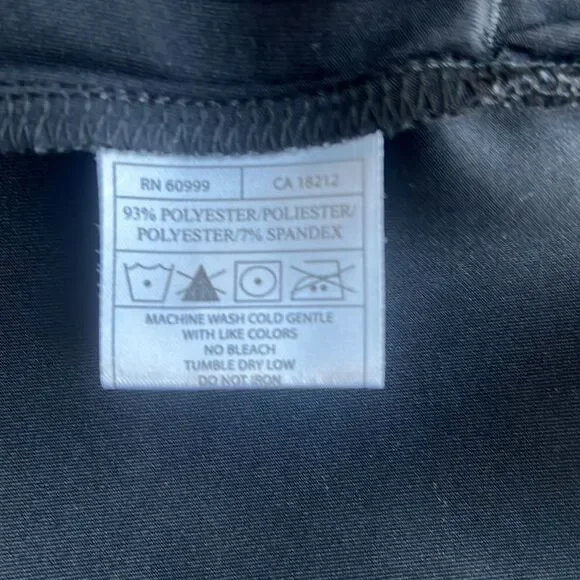 RN 60999 CA 18212
93% POLYESTER/POLIESTER/
POLYESTER/7% SPANDEX
MACHINE WASH COLD GENTLE
WITH LIKE COLORS
NO BLEACH
TUMBLE DRY LOW
DO NOT IRON